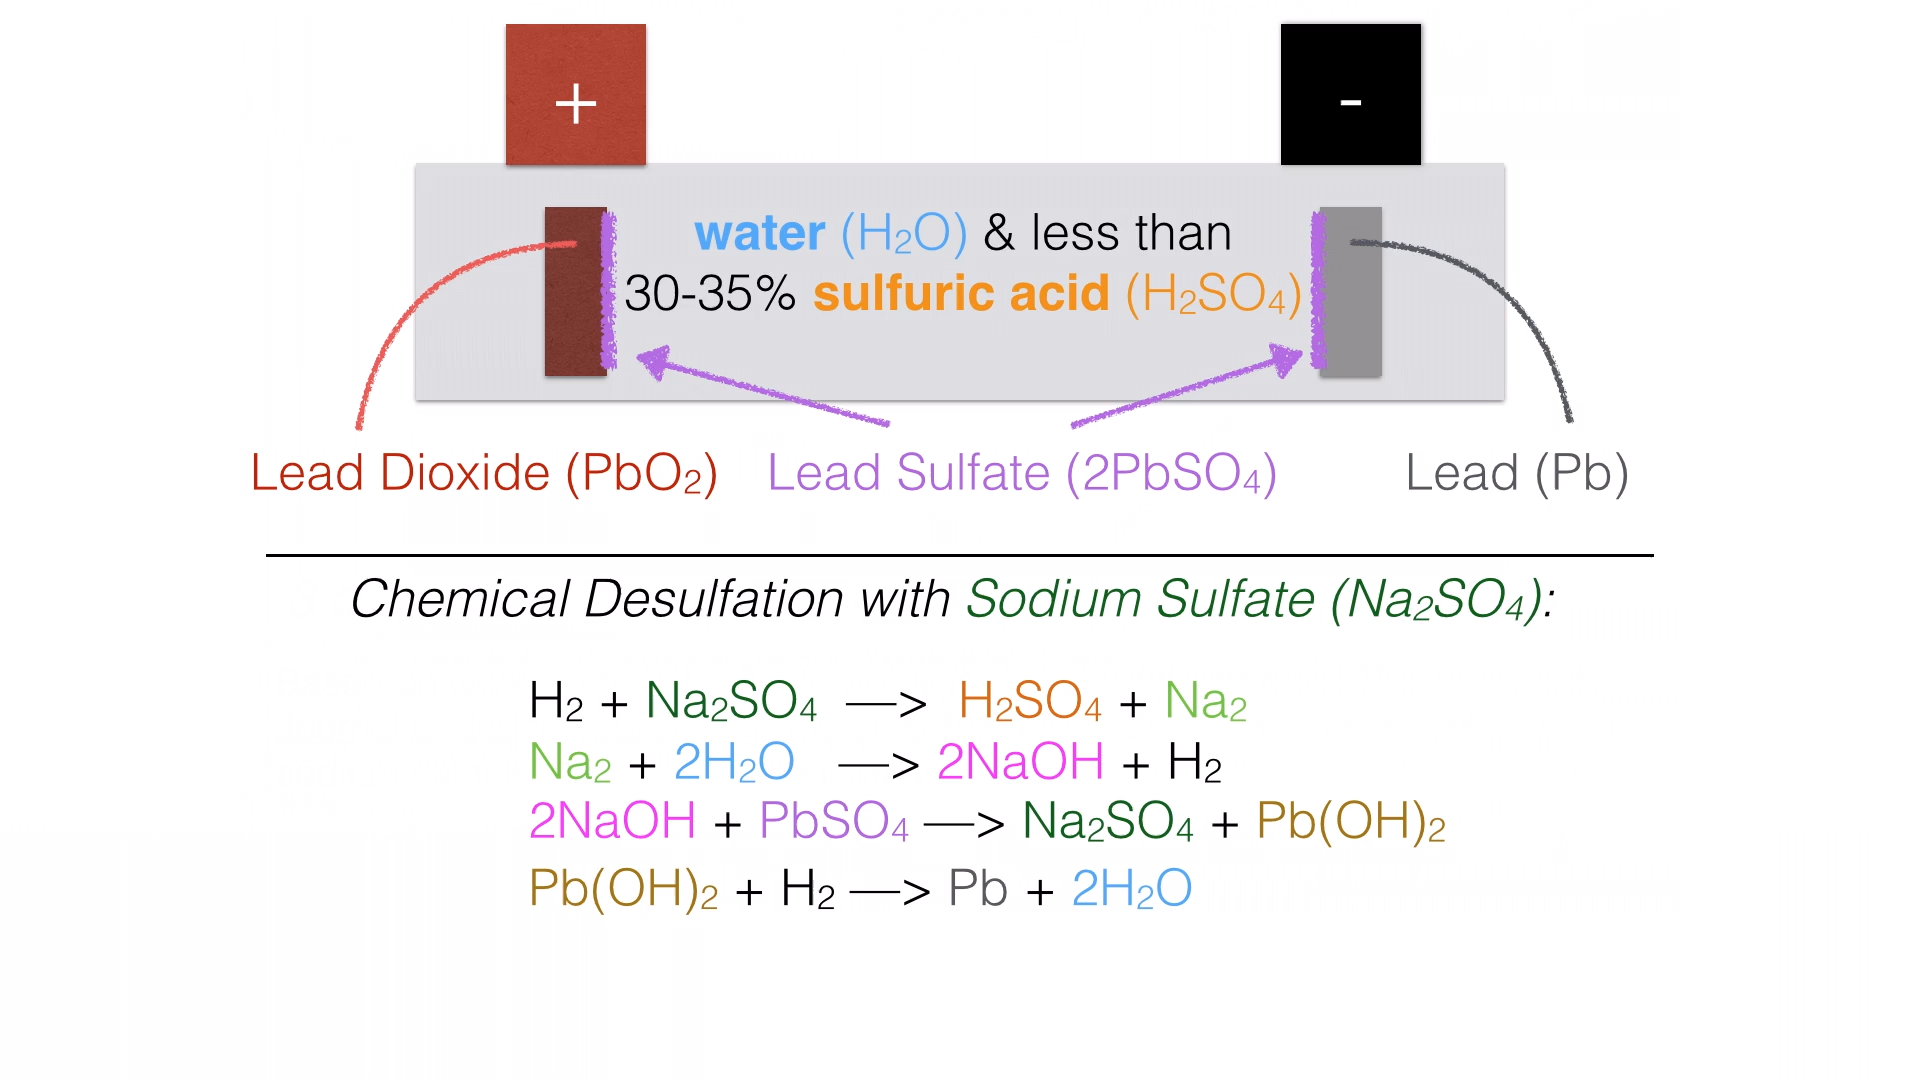 +
-
water (H₂O) & less than
30-35% sulfuric acid (H₂SO₄)
Lead Dioxide (PbO₂)
Lead Sulfate (2PbSO₄)
Lead (Pb)
Chemical Desulfation with Sodium Sulfate (Na₂SO₄):
H₂ + Na₂SO₄ —> H₂SO₄ + Na₂
Na₂ + 2H₂O —> 2NaOH + H₂
2NaOH + PbSO₄ —> Na₂SO₄ + Pb(OH)₂
Pb(OH)₂ + H₂ —> Pb + 2H₂O